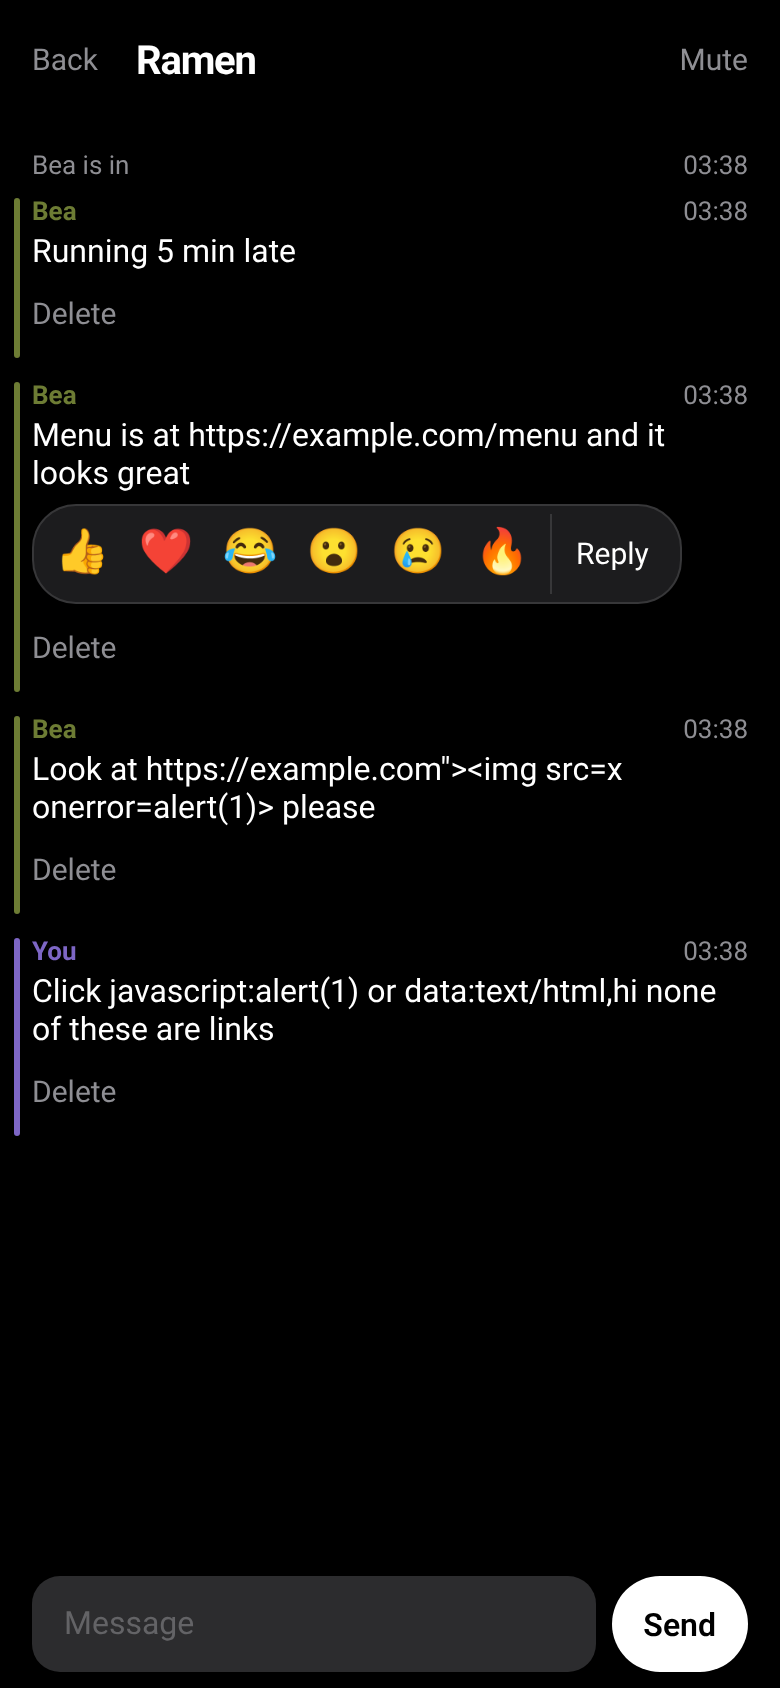 Back Ramen Mute
Bea is in 03:38
Bea 03:38
Running 5 min late
Delete
Bea 03:38
Menu is at https://example.com/menu and it
looks great
👍 ❤️ 😂 😮 😢 🔥 Reply
Delete
Bea 03:38
Look at https://example.com"><img src=x
onerror=alert(1)> please
Delete
You 03:38
Click javascript:alert(1) or data:text/html,hi none
of these are links
Delete
Message Send